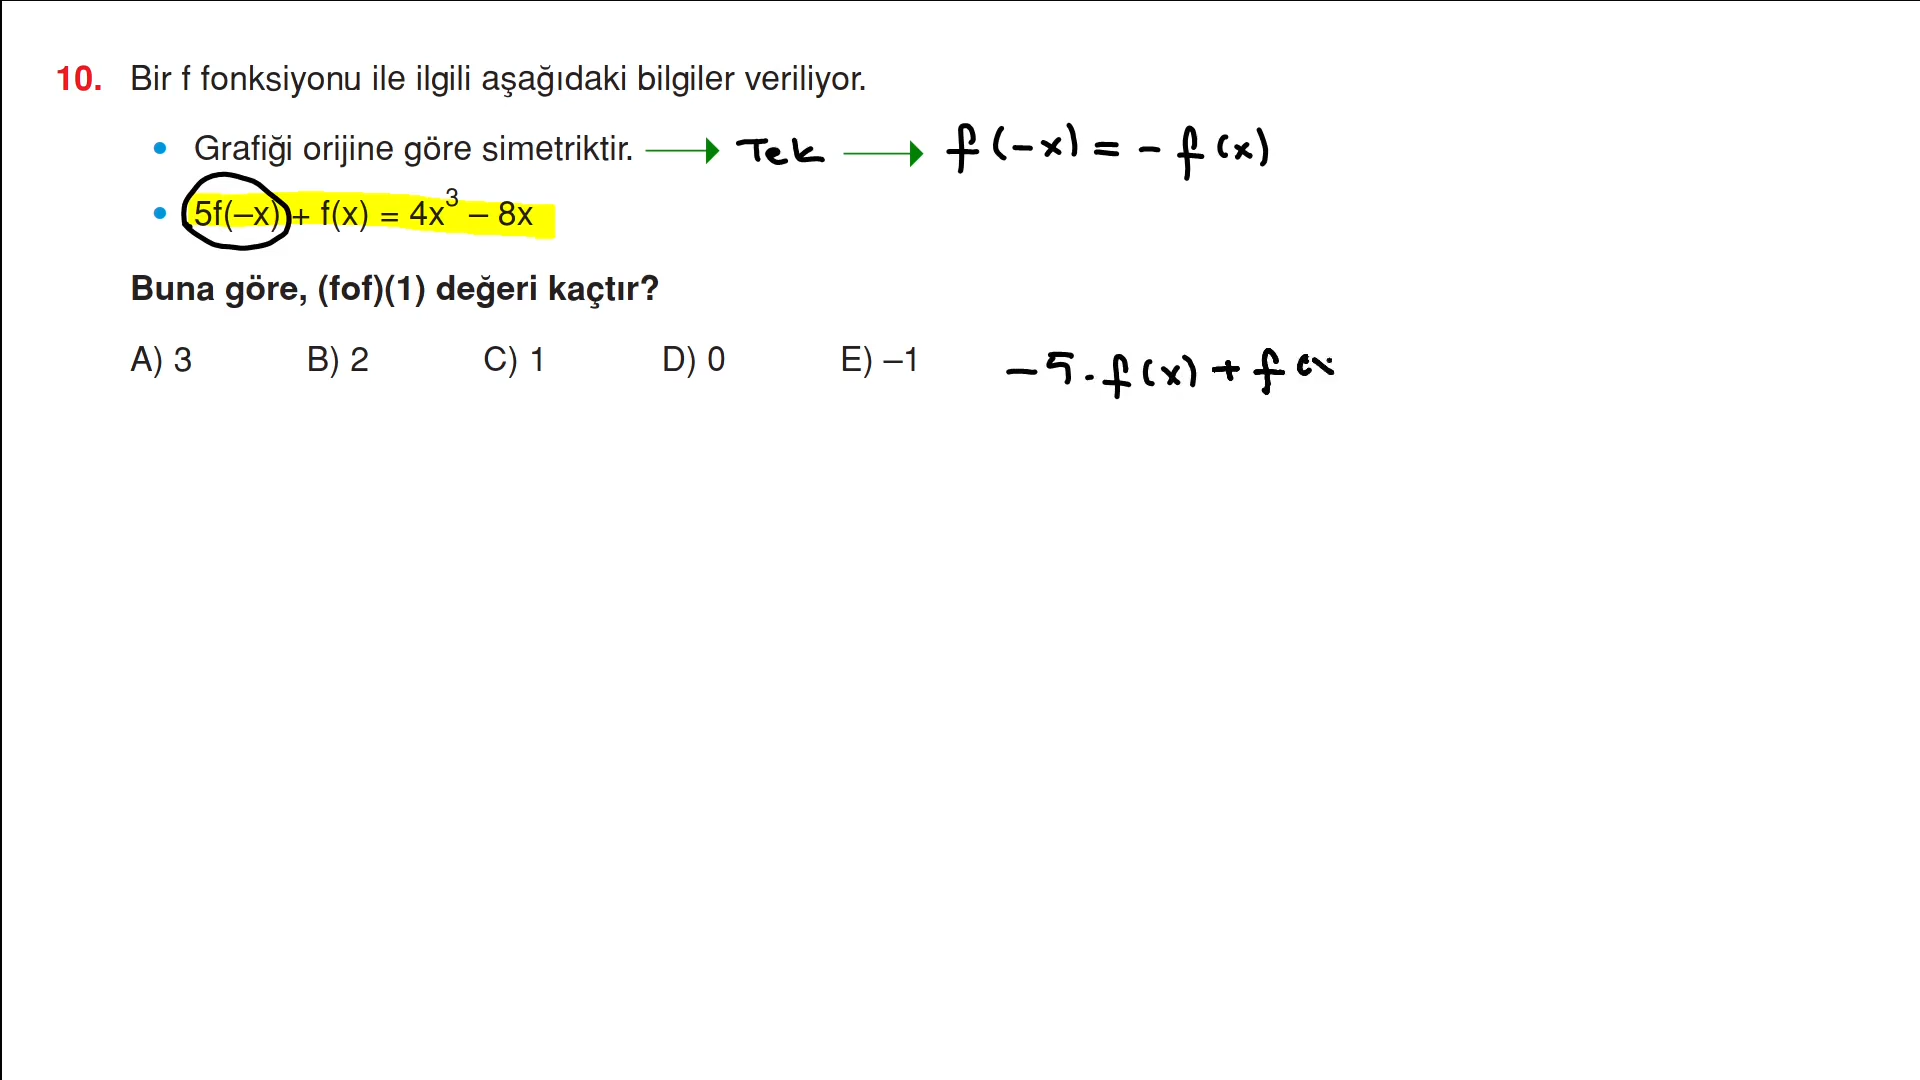 10. Bir f fonksiyonu ile ilgili aşağıdaki bilgiler veriliyor.
• Grafiği orijine göre simetriktir. → Tek → f(-x) = -f(x)
• 5f(–x) + f(x) = 4x³ – 8x
Buna göre, (fof)(1) değeri kaçtır?
A) 3 B) 2 C) 1 D) 0 E) –1 -5.f(x) + f(x